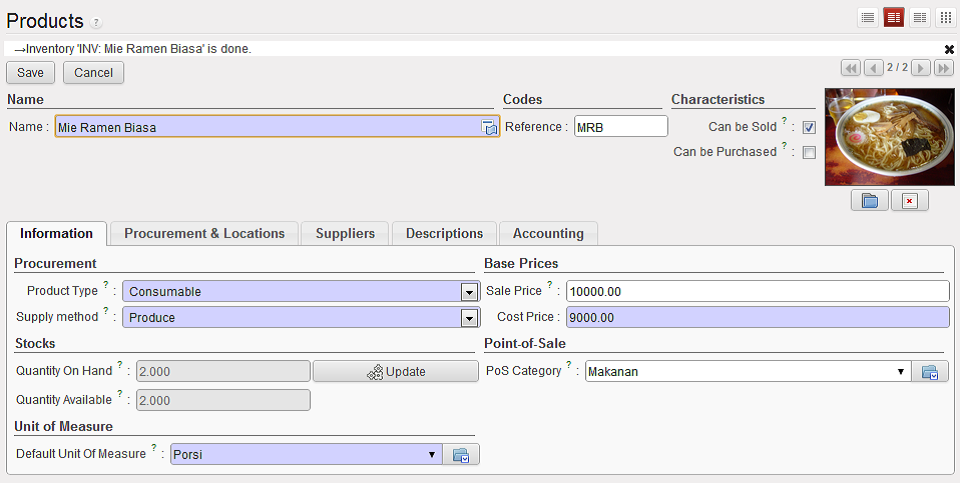 Products ?
→Inventory 'INV: Mie Ramen Biasa' is done.
Save Cancel 2 / 2
Name Codes Characteristics
Name : Mie Ramen Biasa Reference : MRB Can be Sold ? :
Can be Purchased ? :
Information Procurement & Locations Suppliers Descriptions Accounting
Procurement Base Prices
Product Type ? : Consumable Sale Price ? : 10000.00
Supply method ? : Produce Cost Price : 9000.00
Stocks Point-of-Sale
Quantity On Hand ? : 2.000 Update PoS Category ? : Makanan
Quantity Available ? : 2.000
Unit of Measure
Default Unit Of Measure ? : Porsi